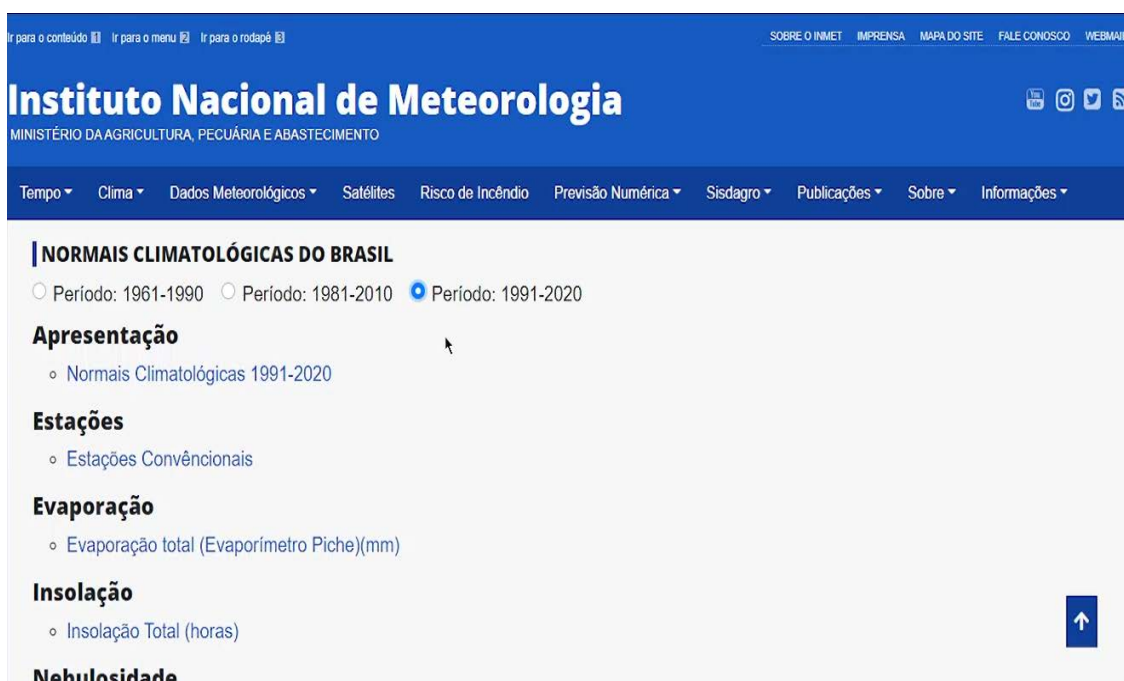 Ir para o conteúdo 1 Ir para o menu 2 Ir para o rodapé 3 SOBRE O INMET IMPRENSA MAPA DO SITE FALE CONOSCO WEBMAIL
Instituto Nacional de Meteorologia
MINISTÉRIO DA AGRICULTURA, PECUÁRIA E ABASTECIMENTO
Tempo Clima Dados Meteorológicos Satélites Risco de Incêndio Previsão Numérica Sisdagro Publicações Sobre Informações
NORMAIS CLIMATOLÓGICAS DO BRASIL
Período: 1961-1990 Período: 1981-2010 Período: 1991-2020
Apresentação
Normais Climatológicas 1991-2020
Estações
Estações Convêncionais
Evaporação
Evaporação total (Evaporímetro Piche)(mm)
Insolação
Insolação Total (horas)
Nebulosidade